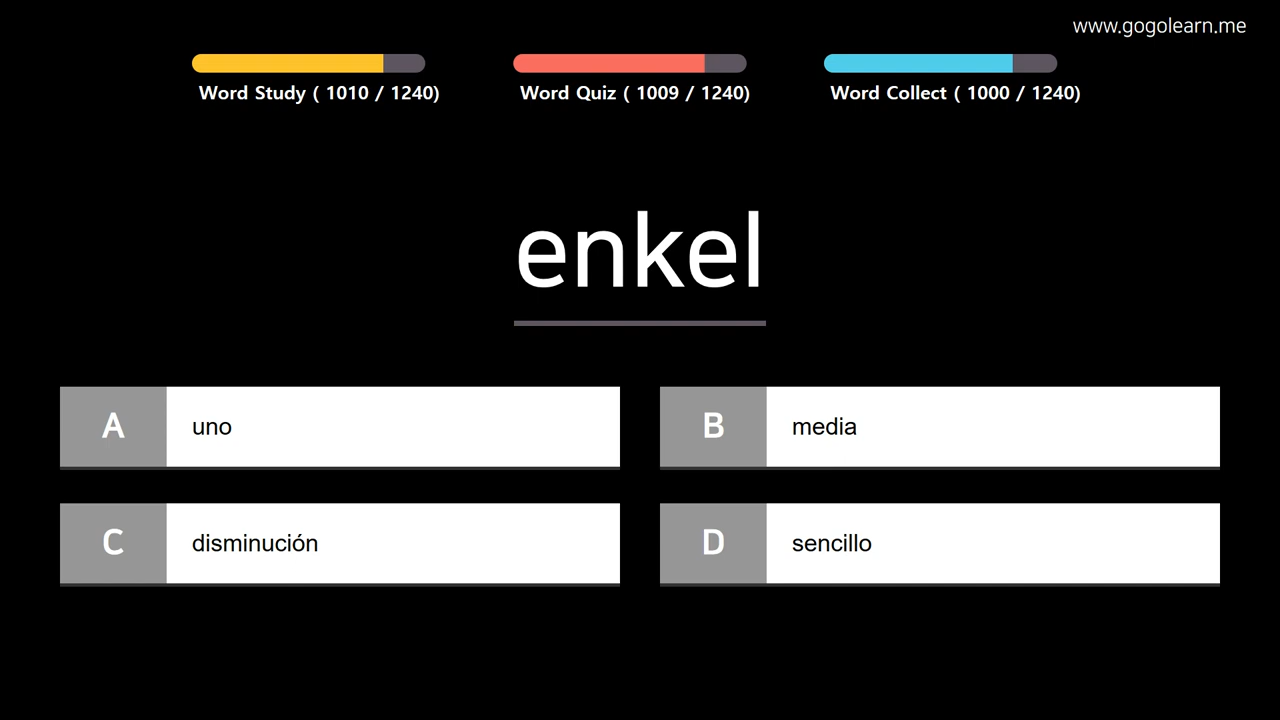 www.gogolearn.me
Word Study ( 1010 / 1240)
Word Quiz ( 1009 / 1240)
Word Collect ( 1000 / 1240)
enkel
A uno
B media
C disminución
D sencillo